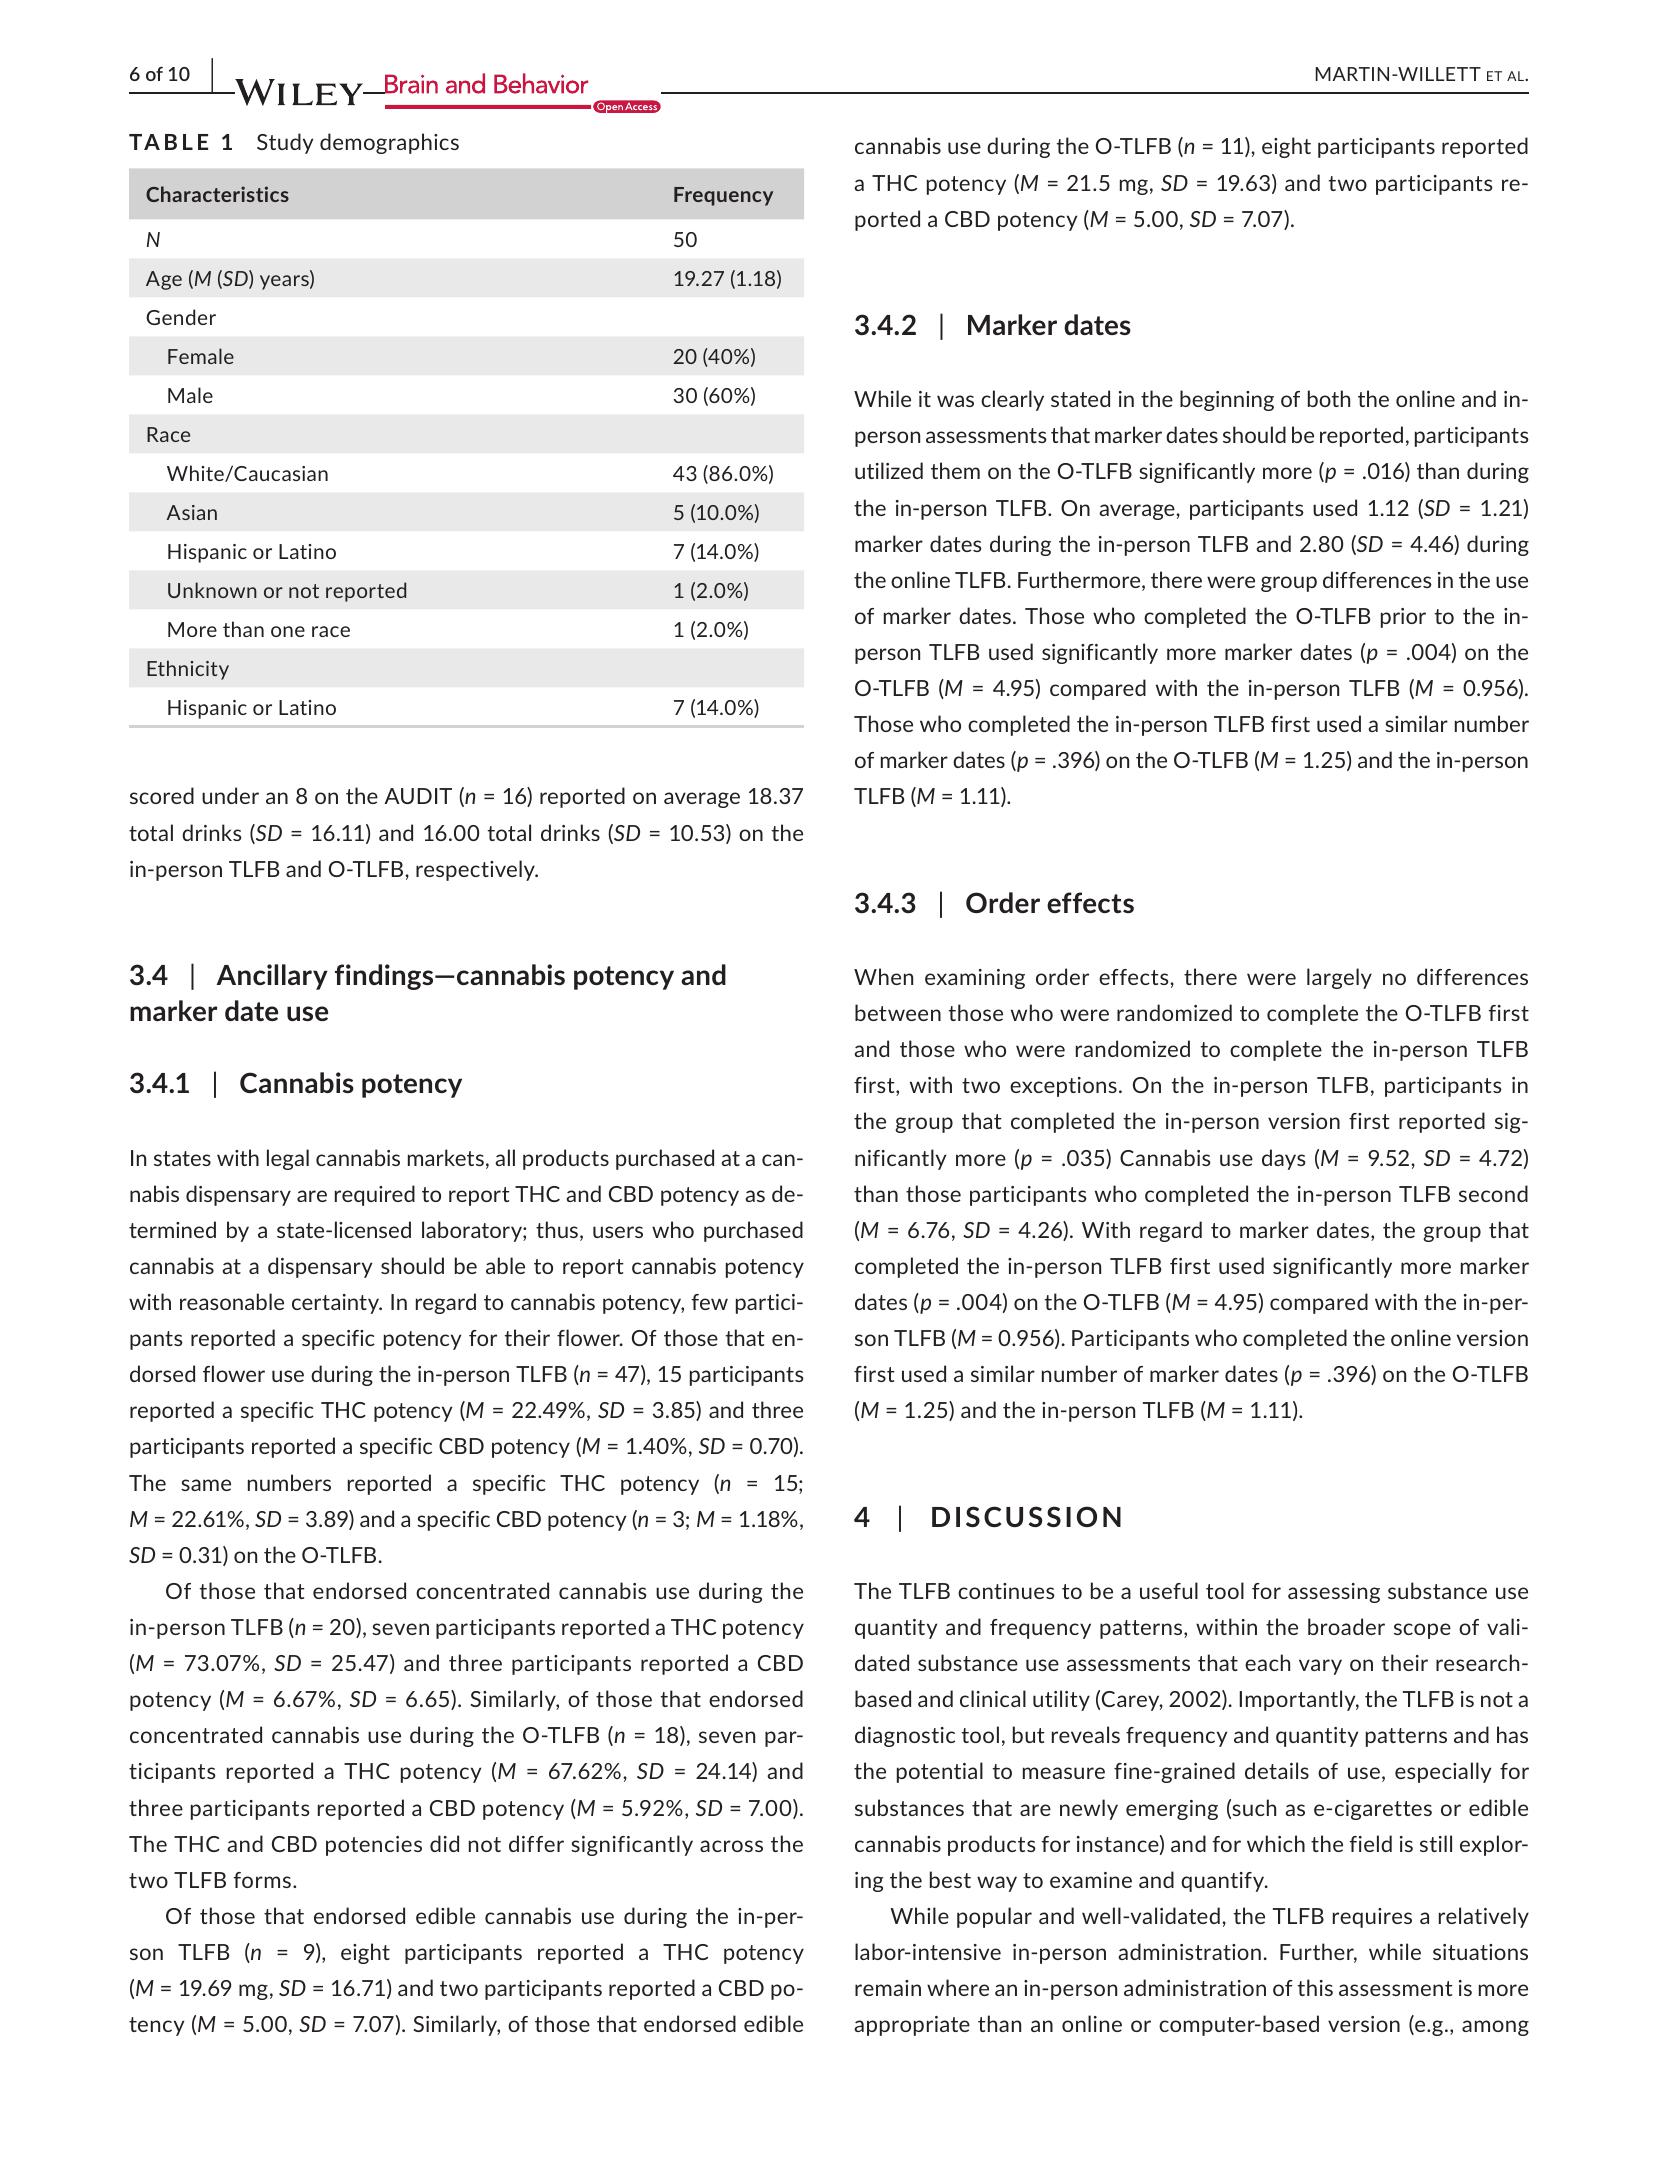 6 of 10
WILEY
Brain and Behavior
Open Access
MARTIN-WILLETT ET AL.
TABLE 1 Study demographics
Characteristics Frequency
N 50
Age (M (SD) years) 19.27 (1.18)
Gender
Female 20 (40%)
Male 30 (60%)
Race
White/Caucasian 43 (86.0%)
Asian 5 (10.0%)
Hispanic or Latino 7 (14.0%)
Unknown or not reported 1 (2.0%)
More than one race 1 (2.0%)
Ethnicity
Hispanic or Latino 7 (14.0%)
scored under an 8 on the AUDIT (n = 16) reported on average 18.37
total drinks (SD = 16.11) and 16.00 total drinks (SD = 10.53) on the
in-person TLFB and O-TLFB, respectively.
3.4 | Ancillary findings—cannabis potency and
marker date use
3.4.1 | Cannabis potency
In states with legal cannabis markets, all products purchased at a can-
nabis dispensary are required to report THC and CBD potency as de-
termined by a state-licensed laboratory; thus, users who purchased
cannabis at a dispensary should be able to report cannabis potency
with reasonable certainty. In regard to cannabis potency, few partici-
pants reported a specific potency for their flower. Of those that en-
dorsed flower use during the in-person TLFB (n = 47), 15 participants
reported a specific THC potency (M = 22.49%, SD = 3.85) and three
participants reported a specific CBD potency (M = 1.40%, SD = 0.70).
The same numbers reported a specific THC potency (n = 15;
M = 22.61%, SD = 3.89) and a specific CBD potency (n = 3; M = 1.18%,
SD = 0.31) on the O-TLFB.
Of those that endorsed concentrated cannabis use during the
in-person TLFB (n = 20), seven participants reported a THC potency
(M = 73.07%, SD = 25.47) and three participants reported a CBD
potency (M = 6.67%, SD = 6.65). Similarly, of those that endorsed
concentrated cannabis use during the O-TLFB (n = 18), seven par-
ticipants reported a THC potency (M = 67.62%, SD = 24.14) and
three participants reported a CBD potency (M = 5.92%, SD = 7.00).
The THC and CBD potencies did not differ significantly across the
two TLFB forms.
Of those that endorsed edible cannabis use during the in-per-
son TLFB (n = 9), eight participants reported a THC potency
(M = 19.69 mg, SD = 16.71) and two participants reported a CBD po-
tency (M = 5.00, SD = 7.07). Similarly, of those that endorsed edible
cannabis use during the O-TLFB (n = 11), eight participants reported
a THC potency (M = 21.5 mg, SD = 19.63) and two participants re-
ported a CBD potency (M = 5.00, SD = 7.07).
3.4.2 | Marker dates
While it was clearly stated in the beginning of both the online and in-
person assessments that marker dates should be reported, participants
utilized them on the O-TLFB significantly more (p = .016) than during
the in-person TLFB. On average, participants used 1.12 (SD = 1.21)
marker dates during the in-person TLFB and 2.80 (SD = 4.46) during
the online TLFB. Furthermore, there were group differences in the use
of marker dates. Those who completed the O-TLFB prior to the in-
person TLFB used significantly more marker dates (p = .004) on the
O-TLFB (M = 4.95) compared with the in-person TLFB (M = 0.956).
Those who completed the in-person TLFB first used a similar number
of marker dates (p = .396) on the O-TLFB (M = 1.25) and the in-person
TLFB (M = 1.11).
3.4.3 | Order effects
When examining order effects, there were largely no differences
between those who were randomized to complete the O-TLFB first
and those who were randomized to complete the in-person TLFB
first, with two exceptions. On the in-person TLFB, participants in
the group that completed the in-person version first reported sig-
nificantly more (p = .035) Cannabis use days (M = 9.52, SD = 4.72)
than those participants who completed the in-person TLFB second
(M = 6.76, SD = 4.26). With regard to marker dates, the group that
completed the in-person TLFB first used significantly more marker
dates (p = .004) on the O-TLFB (M = 4.95) compared with the in-per-
son TLFB (M = 0.956). Participants who completed the online version
first used a similar number of marker dates (p = .396) on the O-TLFB
(M = 1.25) and the in-person TLFB (M = 1.11).
4 | DISCUSSION
The TLFB continues to be a useful tool for assessing substance use
quantity and frequency patterns, within the broader scope of vali-
dated substance use assessments that each vary on their research-
based and clinical utility (Carey, 2002). Importantly, the TLFB is not a
diagnostic tool, but reveals frequency and quantity patterns and has
the potential to measure fine-grained details of use, especially for
substances that are newly emerging (such as e-cigarettes or edible
cannabis products for instance) and for which the field is still explor-
ing the best way to examine and quantify.
While popular and well-validated, the TLFB requires a relatively
labor-intensive in-person administration. Further, while situations
remain where an in-person administration of this assessment is more
appropriate than an online or computer-based version (e.g., among